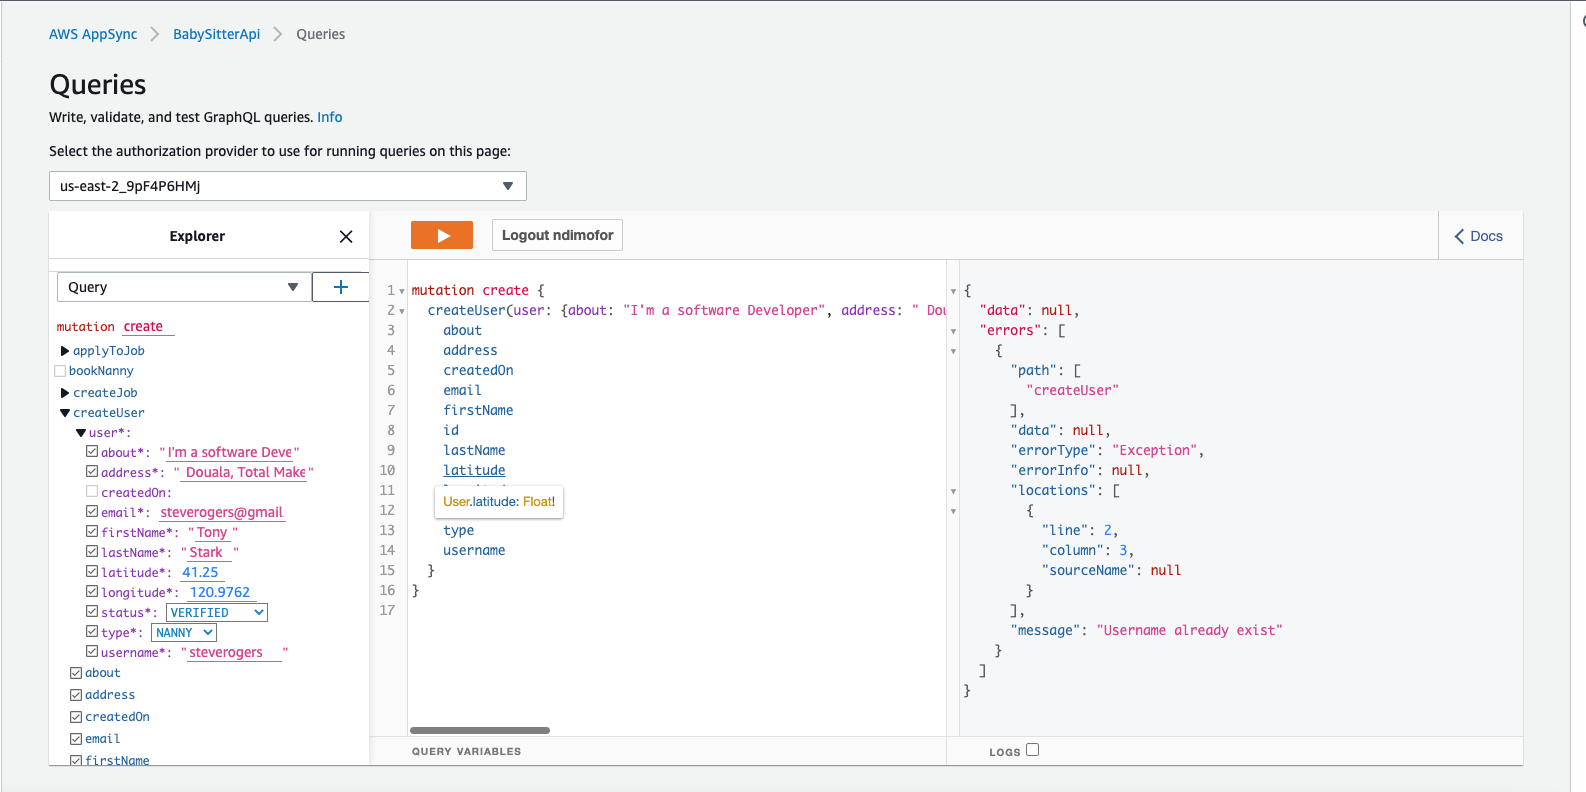 AWS AppSync > BabySitterApi > Queries
Queries
Write, validate, and test GraphQL queries. Info
Select the authorization provider to use for running queries on this page:
us-east-2_9pF4P6HMj
Explorer
Query
mutation create
applyToJob
bookNanny
createJob
createUser
user*:
about*: "I'm a software Deve"
address*: " Douala, Total Make"
createdOn:
email*: steverogers@gmail
firstName*: "Tony"
lastName*: "Stark"
latitude*: 41.25
longitude*: 120.9762
status*: VERIFIED
type*: NANNY
username*: "steverogers"
about
address
createdOn
email
firstName
Logout ndimofor
Docs
1 mutation create {
2 createUser(user: {about: "I'm a software Developer", address: " Dou
3 about
4 address
5 createdOn
6 email
7 firstName
8 id
9 lastName
10 latitude
11
User.latitude: Float!
12
13 type
14 username
15 }
16 }
17
QUERY VARIABLES
{
"data": null,
"errors": [
{
"path": [
"createUser"
],
"data": null,
"errorType": "Exception",
"errorInfo": null,
"locations": [
{
"line": 2,
"column": 3,
"sourceName": null
}
],
"message": "Username already exist"
}
]
}
LOGS